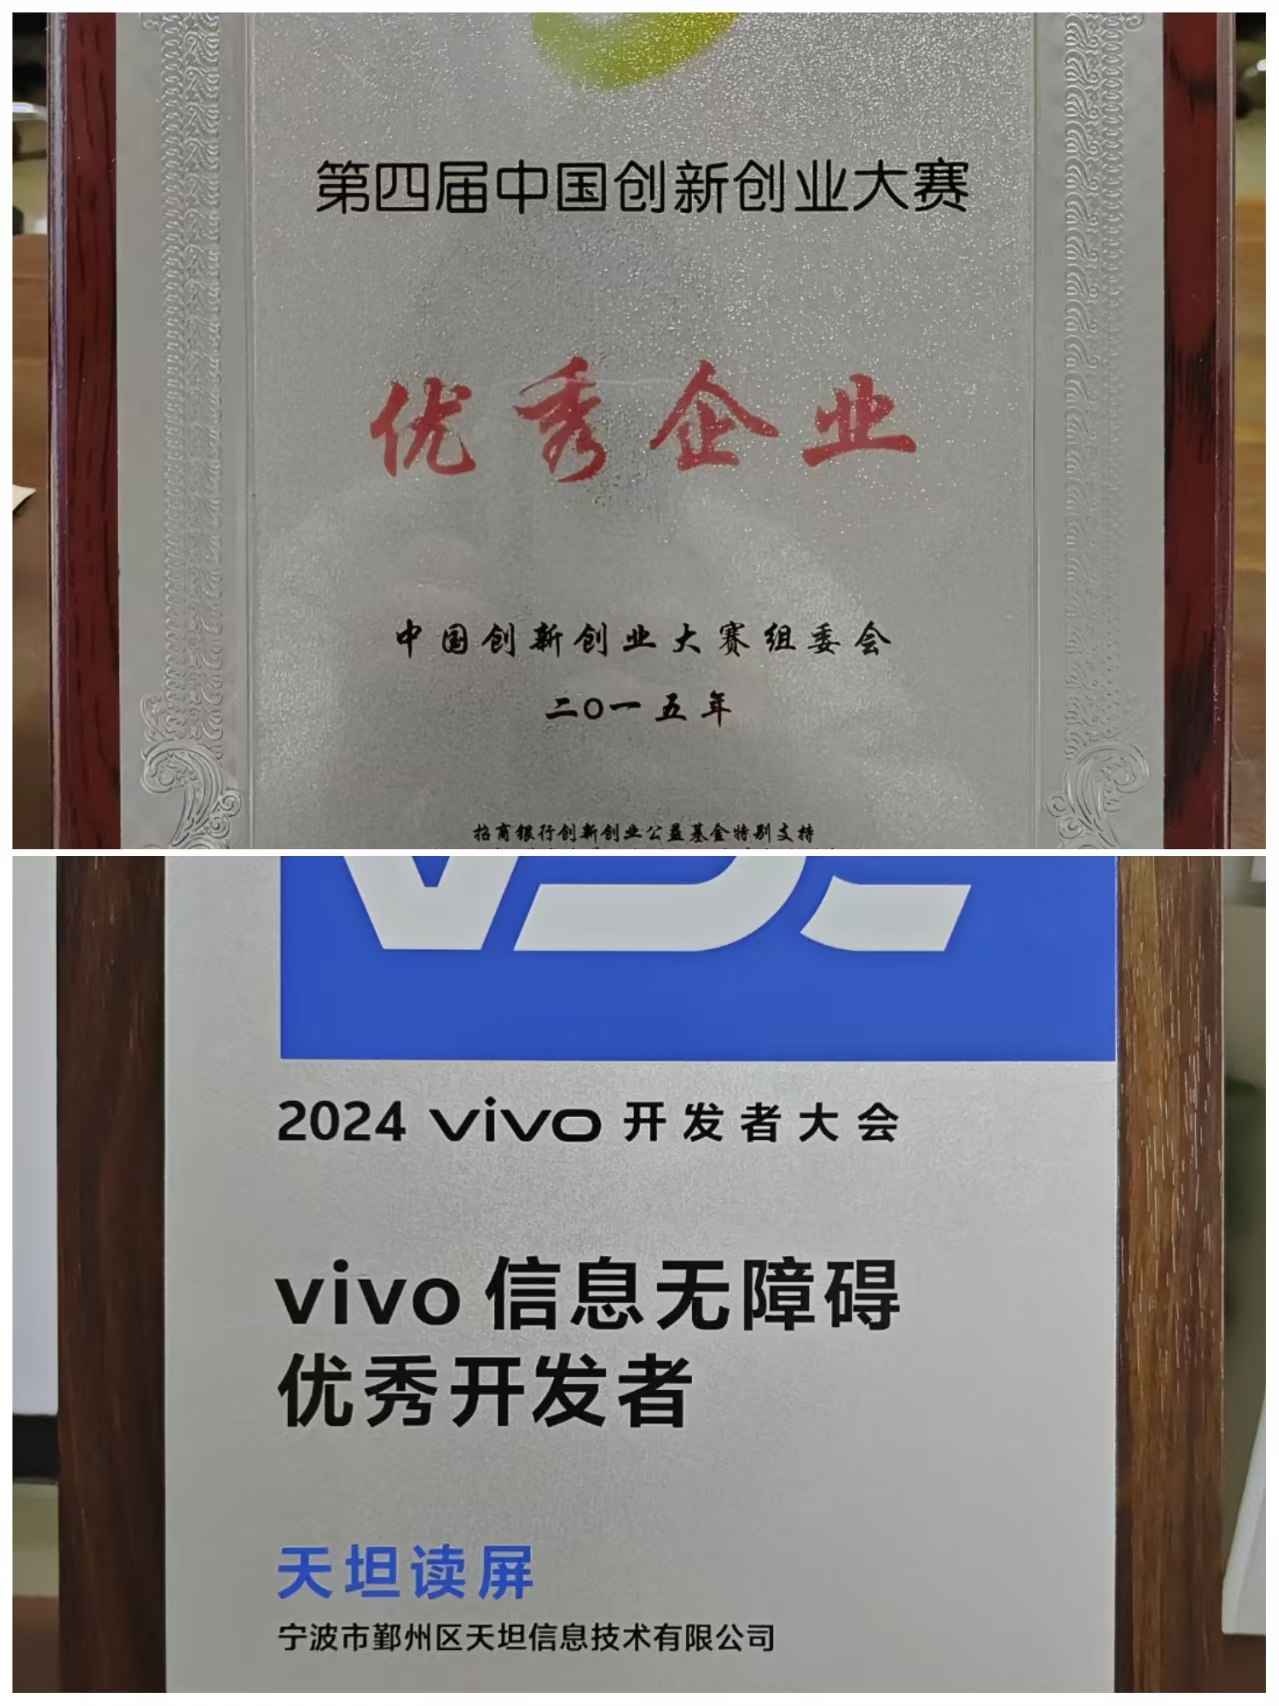 第四届中国创新创业大赛
优秀企业
中国创新创业大赛组委会
二〇一五年
招商银行创新创业公益基金特别支持
2024 vivo 开发者大会
vivo 信息无障碍
优秀开发者
天坦读屏
宁波市鄞州区天坦信息技术有限公司